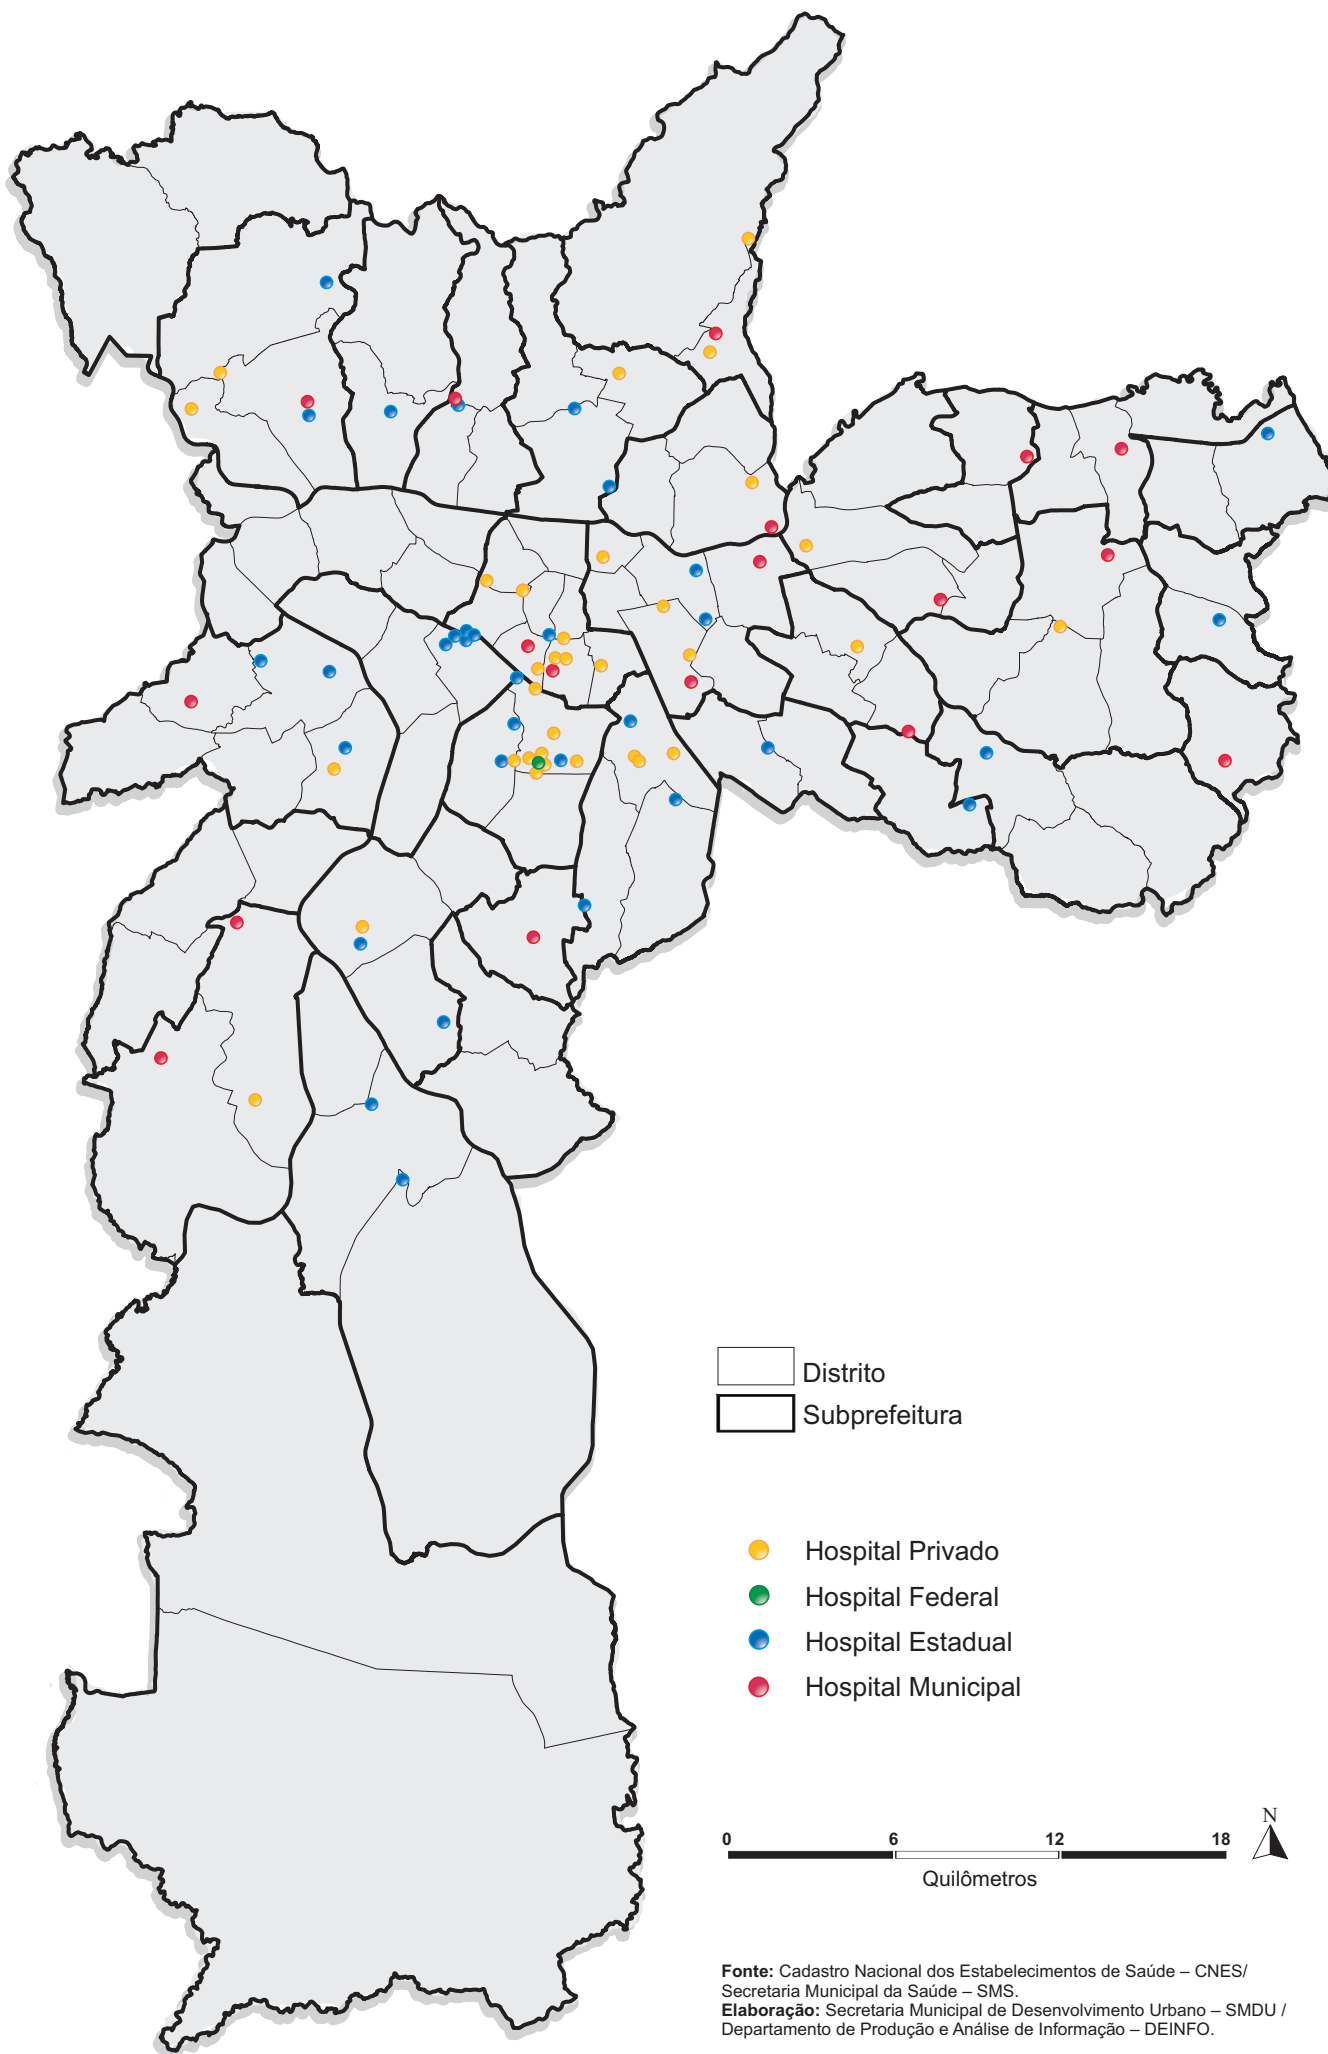 Distrito
Subprefeitura
Hospital Privado
Hospital Federal
Hospital Estadual
Hospital Municipal
N
0 6 12 18
Quilômetros
Fonte: Cadastro Nacional dos Estabelecimentos de Saúde – CNES/
Secretaria Municipal da Saúde – SMS.
Elaboração: Secretaria Municipal de Desenvolvimento Urbano – SMDU /
Departamento de Produção e Análise de Informação – DEINFO.